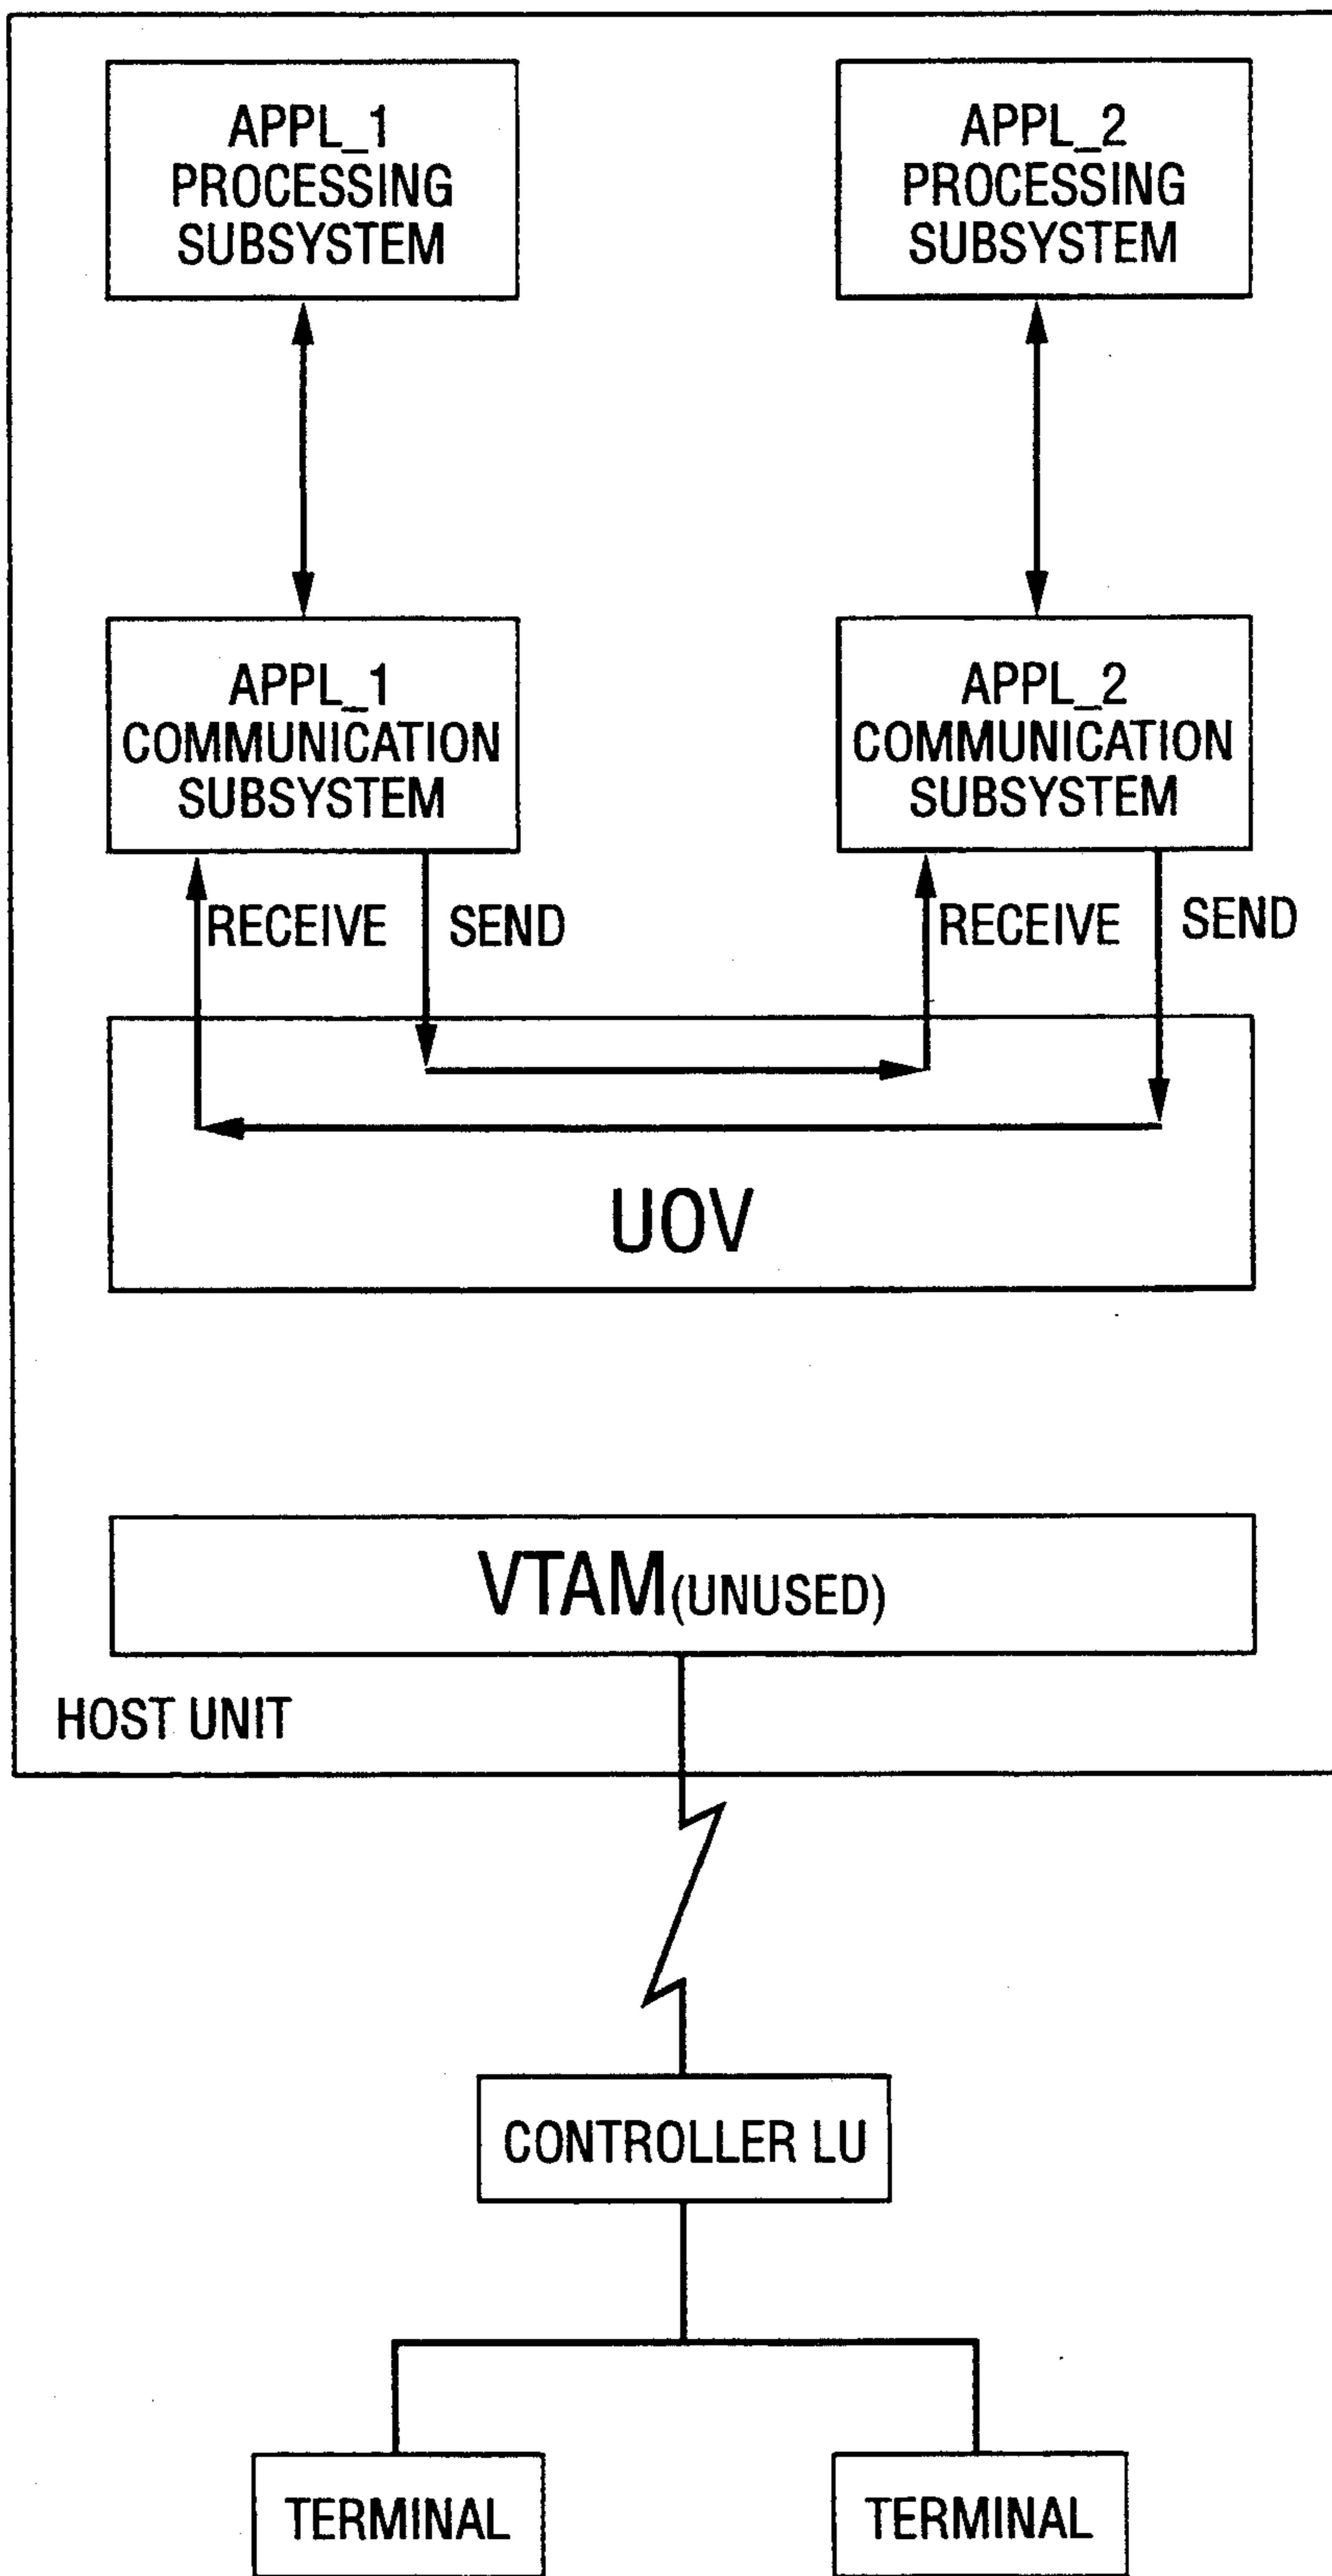 APPL_1
PROCESSING
SUBSYSTEM
APPL_2
PROCESSING
SUBSYSTEM
APPL_1
COMMUNICATION
SUBSYSTEM
APPL_2
COMMUNICATION
SUBSYSTEM
RECEIVE
SEND
RECEIVE
SEND
UOV
VTAM(UNUSED)
HOST UNIT
CONTROLLER LU
TERMINAL
TERMINAL